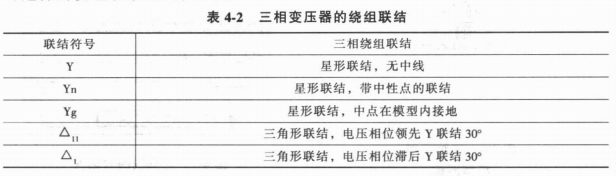 表 4-2 三相变压器的绕组联结
联结符号 三相绕组联结
Y 星形联结，无中线
Yn 星形联结，带中性点的联结
Yg 星形联结，中点在模型内接地
△₁₁ 三角形联结，电压相位领先 Y 联结 30°
△₁ 三角形联结，电压相位滞后 Y 联结 30°